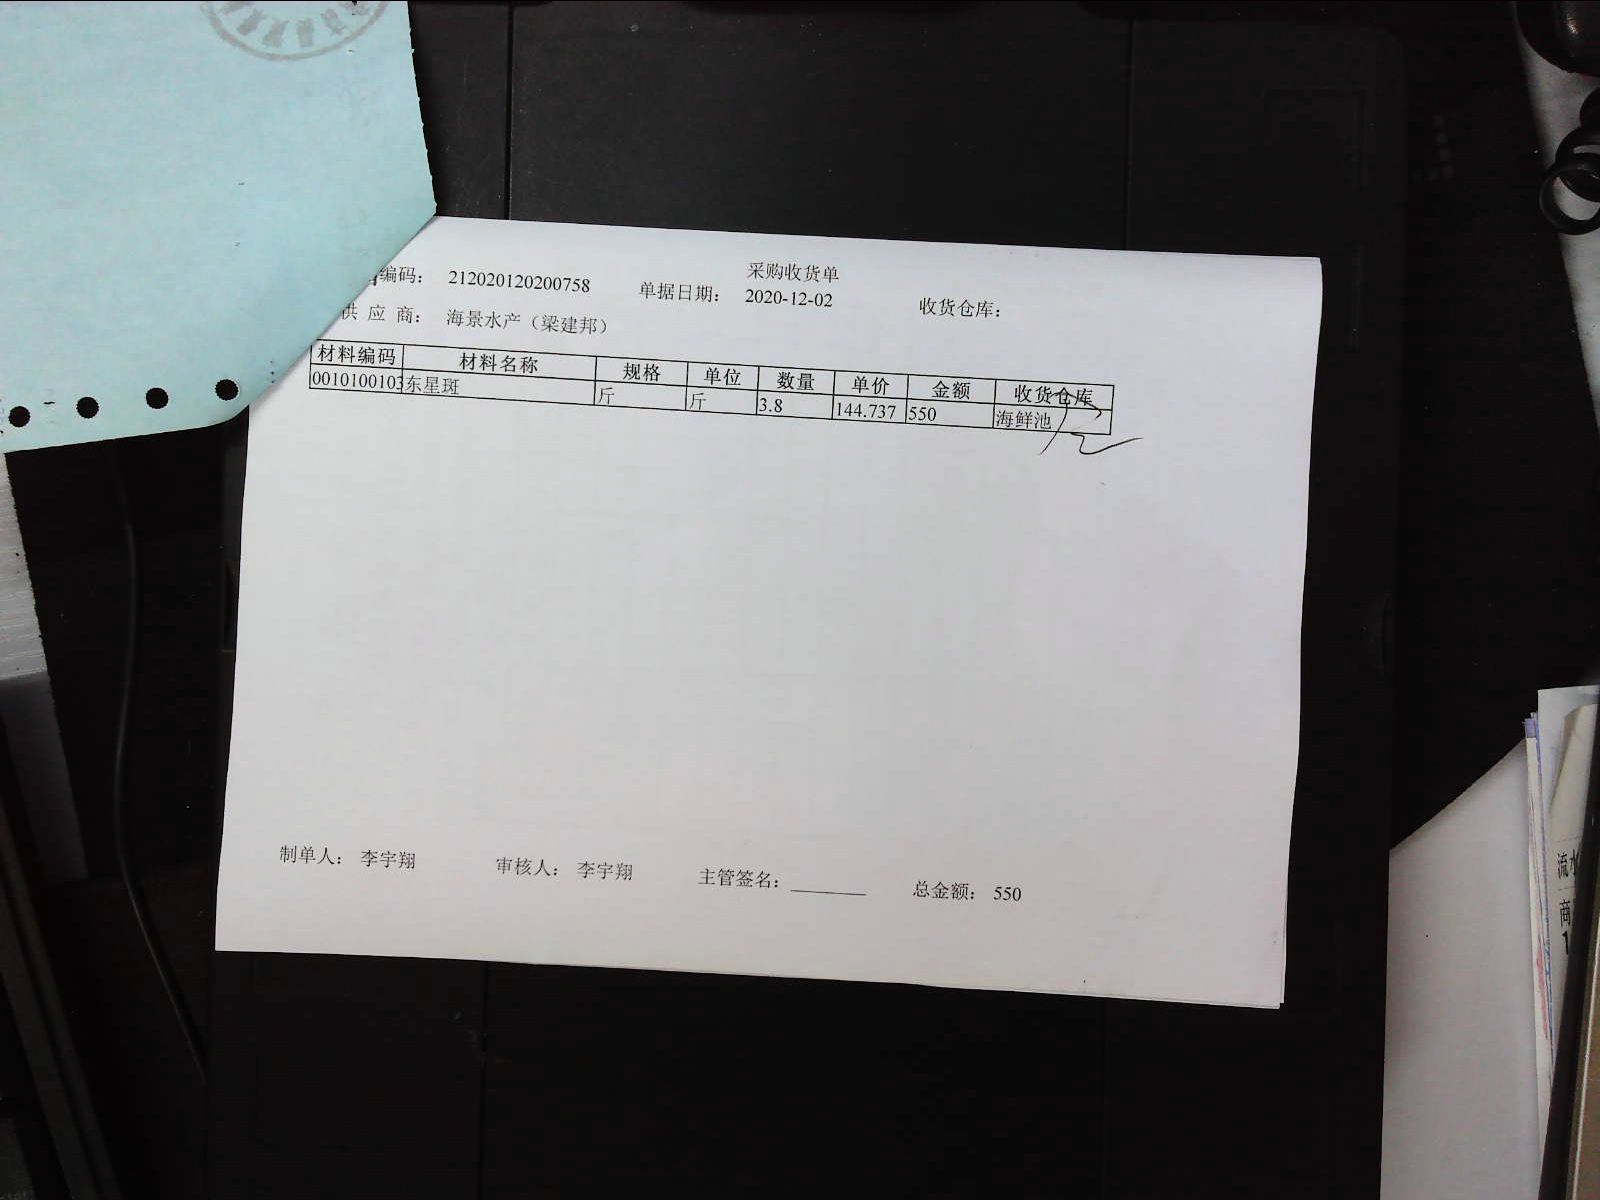 采购收货单
编码： 212020120200758 单据日期： 2020-12-02 收货仓库：
供 应 商： 海景水产（梁建邦）
材料编码 材料名称 规格 单位 数量 单价 金额 收货仓库
0010100103 东星斑 斤 斤 3.8 144.737 550 海鲜池
制单人： 李宇翔 审核人： 李宇翔 主管签名： 总金额： 550
流水
商